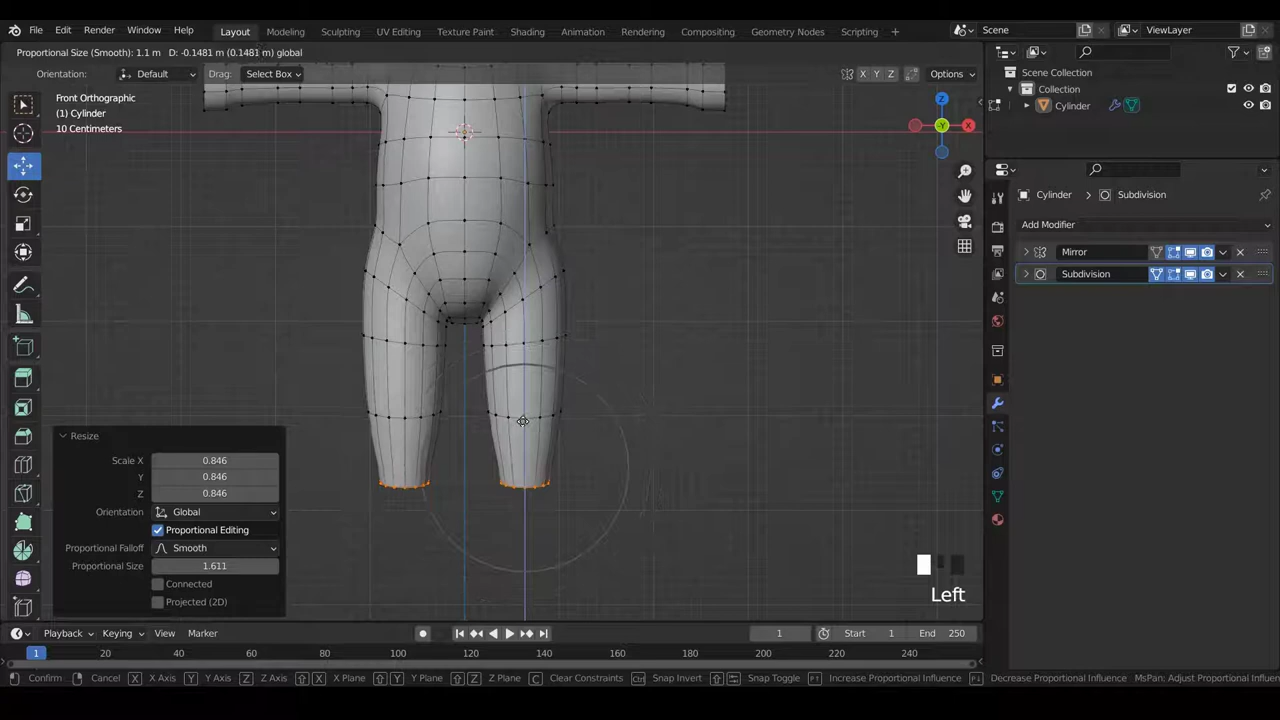 File Edit Render Window Help Layout Modeling Sculpting UV Editing Texture Paint Shading Animation Rendering Compositing Geometry Nodes Scripting + Scene ViewLayer
Proportional Size (Smooth): 1.1 m D: -0.1481 m (0.1481 m) global
Orientation: Default Drag: Select Box X Y Z Options
Front Orthographic
(1) Cylinder
10 Centimeters
Z
-Y
X
Scene Collection
Collection
Cylinder
Cylinder > Subdivision
Add Modifier
Mirror
Subdivision
Resize
Scale X 0.846
Y 0.846
Z 0.846
Orientation Global
Proportional Editing
Proportional Falloff Smooth
Proportional Size 1.611
Connected
Projected (2D)
Left
Playback Keying View Marker 1 Start 1 End 250
1 20 40 60 80 100 120 140 160 180 200 220 240
Confirm Cancel X X Axis Y Y Axis Z Z Axis X X Plane Y Y Plane Z Z Plane C Clear Constraints Ctrl Snap Invert Snap Toggle Increase Proportional Influence Decrease Proportional Influence MsPan: Adjust Proportional Influen